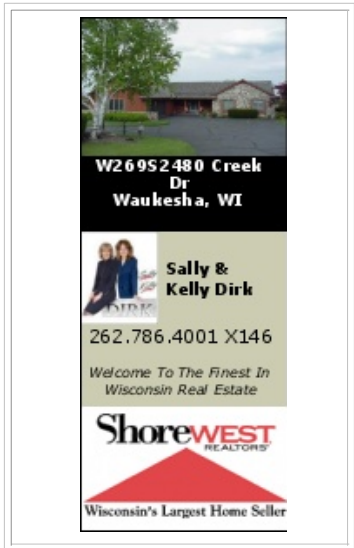 W269S2480 Creek
Dr
Waukesha, WI
Sally &
Kelly Dirk
DIRK
262.786.4001 X146
Welcome To The Finest In
Wisconsin Real Estate
Shorewest
REALTORS®
Wisconsin's Largest Home Seller